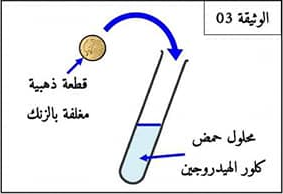 الوثيقة 03
قطعة ذهبية
مغلفة بالزنك
محلول حمض
كلور الهيدروجين